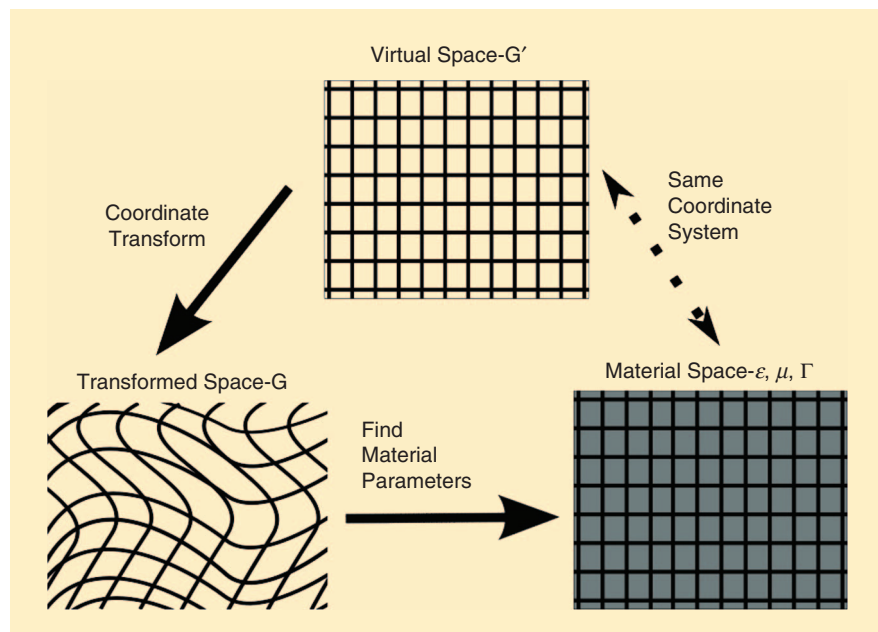 Virtual Space-G′
Same
Coordinate
System
Coordinate
Transform
Transformed Space-G
Material Space-ε, μ, Γ
Find
Material
Parameters